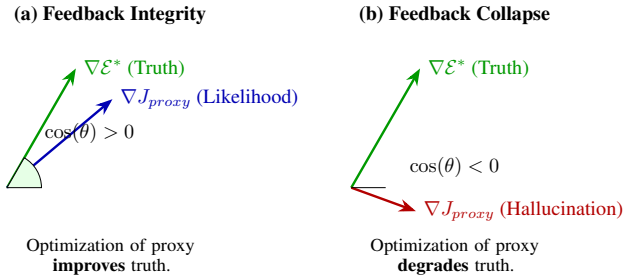 (a) Feedback Integrity
∇ℰ* (Truth)
∇J_proxy (Likelihood)
cos(θ) > 0
Optimization of proxy
improves truth.
(b) Feedback Collapse
∇ℰ* (Truth)
cos(θ) < 0
∇J_proxy (Hallucination)
Optimization of proxy
degrades truth.